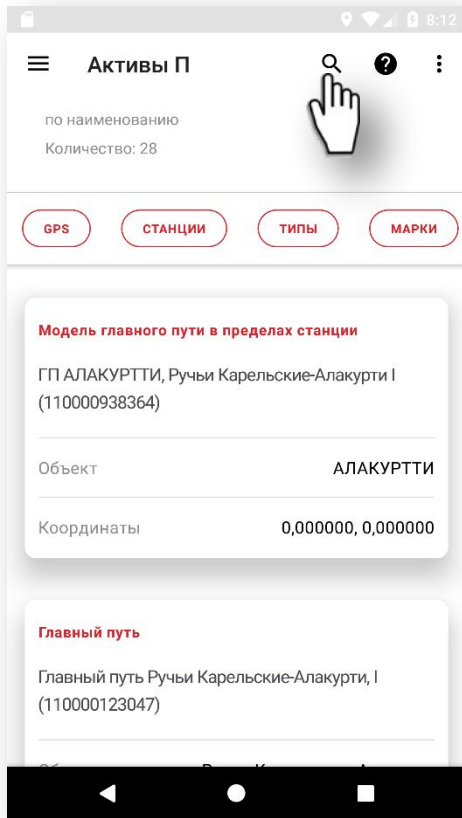 8:12
Активы П
по наименованию
Количество: 28
GPS СТАНЦИИ ТИПЫ МАРКИ
Модель главного пути в пределах станции
ГП АЛАКУРТТИ, Ручьи Карельские-Алакурти I
(110000938364)
Объект АЛАКУРТТИ
Координаты 0,000000, 0,000000
Главный путь
Главный путь Ручьи Карельские-Алакурти, I
(110000123047)